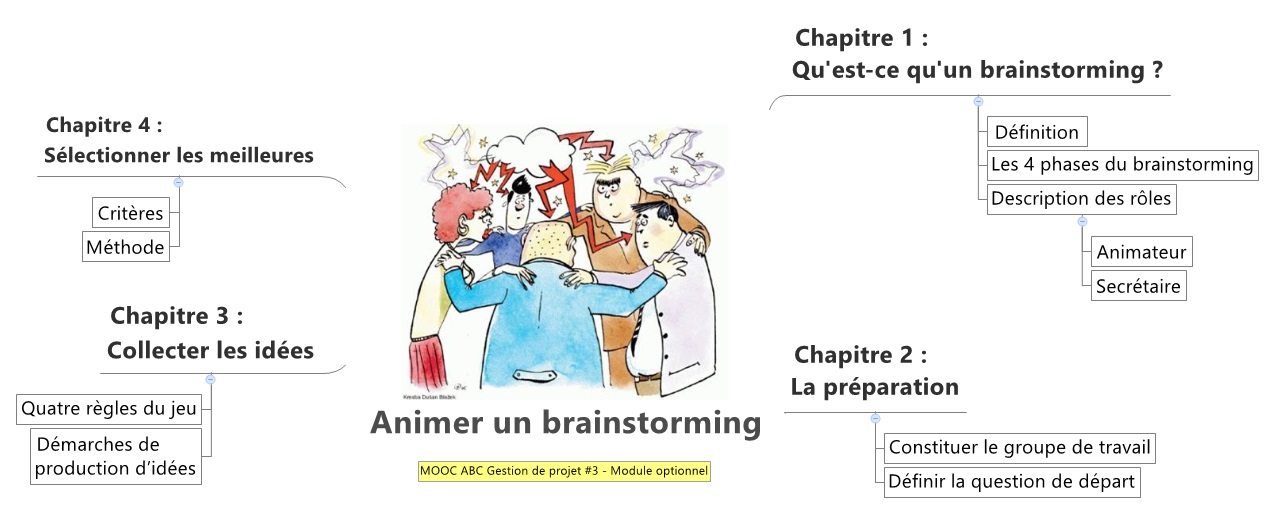 Chapitre 1 :
Qu'est-ce qu'un brainstorming ?
Définition
Les 4 phases du brainstorming
Description des rôles
Animateur
Secrétaire
Chapitre 2 :
La préparation
Constituer le groupe de travail
Définir la question de départ
Chapitre 3 :
Collecter les idées
Quatre règles du jeu
Démarches de
production d’idées
Chapitre 4 :
Sélectionner les meilleures
Critères
Méthode
Kresba Dušan Bládek
Animer un brainstorming
MOOC ABC Gestion de projet #3 - Module optionnel